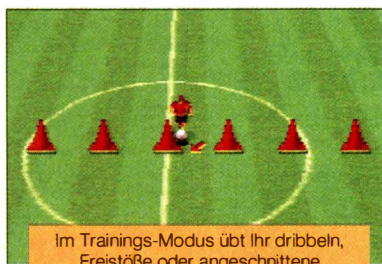 Im Trainings-Modus übt Ihr dribbeln,
Freistöße oder angeschnittene